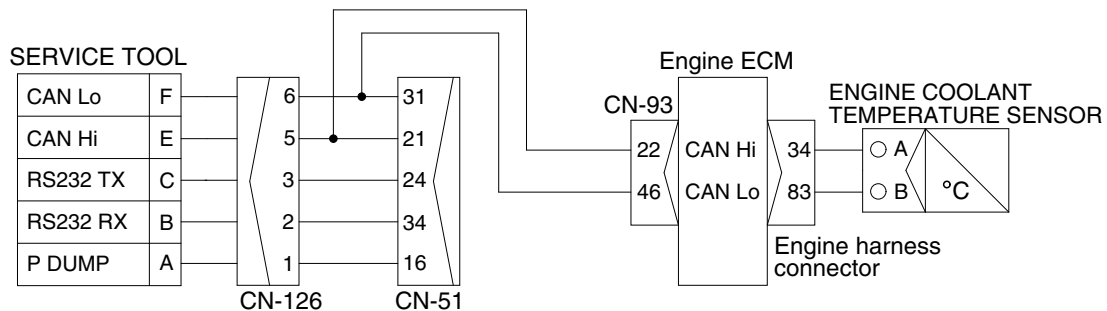 SERVICE TOOL
CAN Lo F 6 31
CAN Hi E 5 21
RS232 TX C 3 24
RS232 RX B 2 34
P DUMP A 1 16
CN-126 CN-51
Engine ECM
CN-93
22 CAN Hi 34
46 CAN Lo 83
Engine harness
connector
ENGINE COOLANT
TEMPERATURE SENSOR
A
B
°C